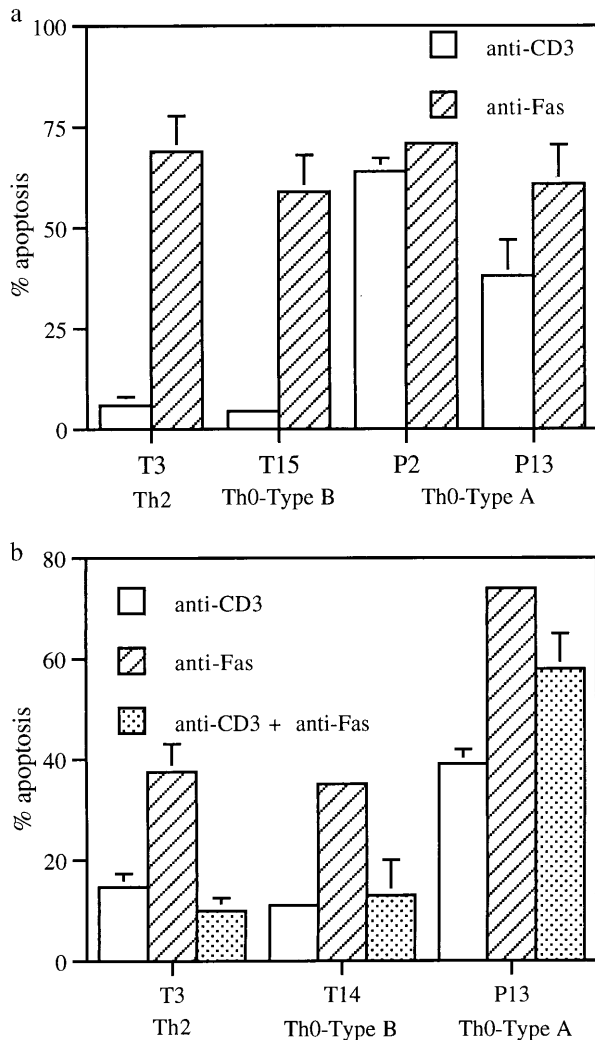 a
100
75
50
25
0
% apoptosis
anti-CD3
anti-Fas
T3 T15 P2 P13
Th2 Th0-Type B Th0-Type A
b
80
60
40
20
0
% apoptosis
anti-CD3
anti-Fas
anti-CD3 + anti-Fas
T3 T14 P13
Th2 Th0-Type B Th0-Type A